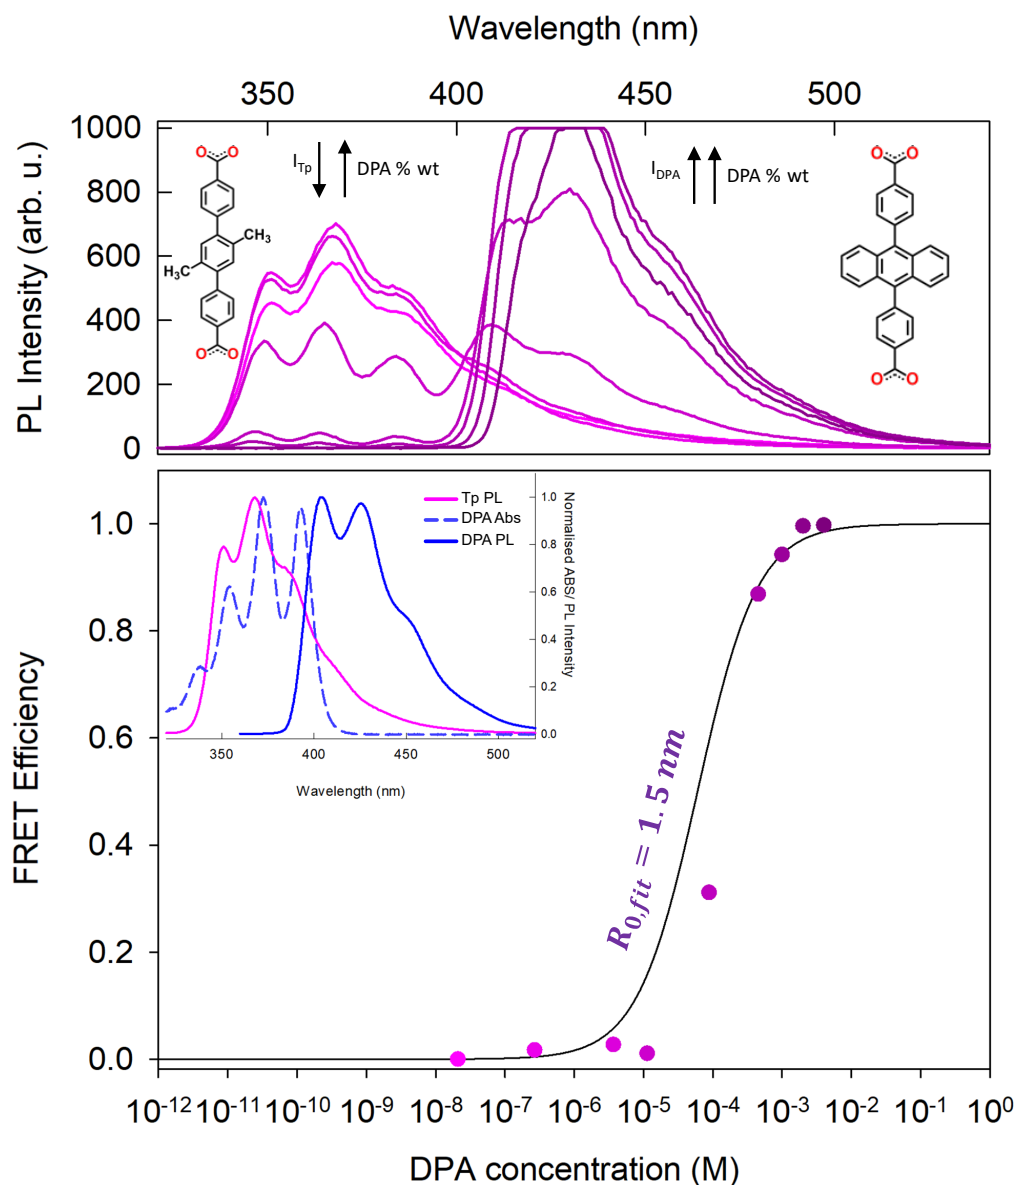 Wavelength (nm)
350 400 450 500
PL Intensity (arb. u.)
1000
800
600
400
200
0
I_Tp DPA % wt
I_DPA DPA % wt
O O
CH₃
H₃C
O O
O O
O O
FRET Efficiency
1.0
0.8
0.6
0.4
0.2
0.0
Tp PL
DPA Abs
DPA PL
1.0
0.8
0.6
0.4
0.2
0.0
Normalised ABS/ PL Intensity
350 400 450 500
Wavelength (nm)
R₀,fit = 1.5 nm
10⁻¹² 10⁻¹¹ 10⁻¹⁰ 10⁻⁹ 10⁻⁸ 10⁻⁷ 10⁻⁶ 10⁻⁵ 10⁻⁴ 10⁻³ 10⁻² 10⁻¹ 10⁰
DPA concentration (M)